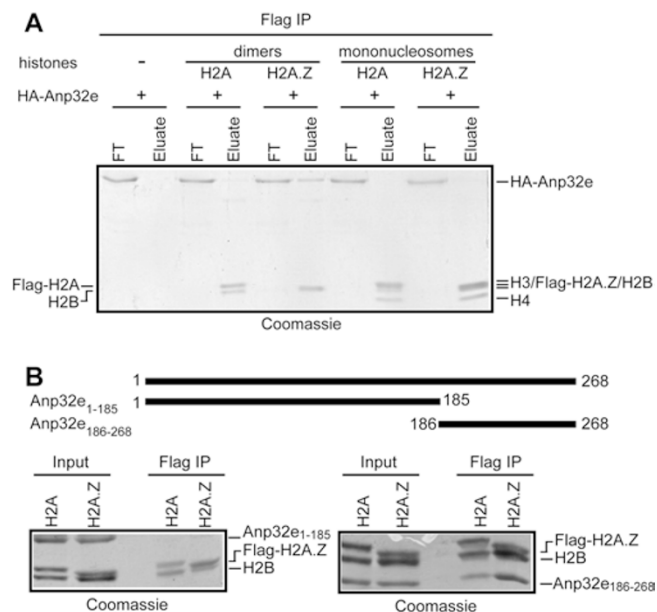 A
Flag IP
dimers mononucleosomes
histones - H2A H2A.Z H2A H2A.Z
HA-Anp32e + + + + +
FT Eluate FT Eluate FT Eluate FT Eluate FT Eluate
HA-Anp32e
Flag-H2A H3/Flag-H2A.Z/H2B
H2B H4
Coomassie
B
1 268
Anp32e1-185 1 185
Anp32e186-268 186 268
Input Flag IP Input Flag IP
H2A H2A.Z H2A H2A.Z H2A H2A.Z H2A H2A.Z
Anp32e1-185
Flag-H2A.Z Flag-H2A.Z
H2B H2B
Anp32e186-268
Coomassie Coomassie